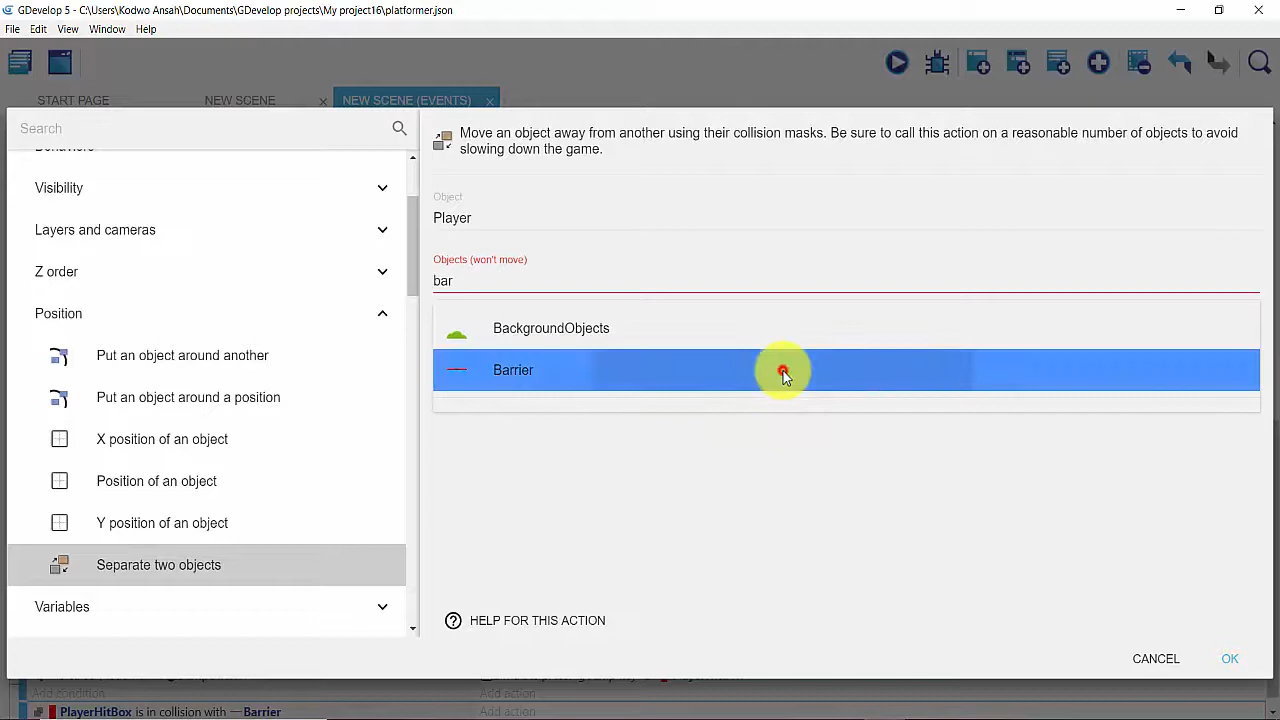 GDevelop 5 - C:\Users\Kodwo Ansah\Documents\GDevelop projects\My project16\platformer.json
File Edit View Window Help
START PAGE NEW SCENE NEW SCENE (EVENTS)
Search
Move an object away from another using their collision masks. Be sure to call this action on a reasonable number of objects to avoid
slowing down the game.
Behaviors
Visibility
Layers and cameras
Z order
Position
Put an object around another
Put an object around a position
X position of an object
Position of an object
Y position of an object
Separate two objects
Variables
Object
Player
Objects (won't move)
bar
BackgroundObjects
Barrier
HELP FOR THIS ACTION
CANCEL OK
Add condition Add action
PlayerHitBox is in collision with Barrier Add action